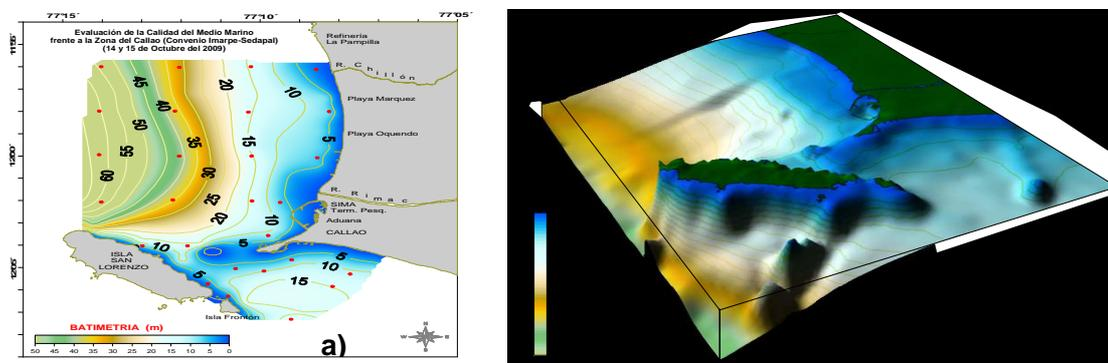 77°15' 77°10' 77°05'
Evaluación de la Calidad del Medio Marino
frente a la Zona del Callao (Convenio Imarpe-Sedapal)
(14 y 15 de Octubre del 2009)
Refinería
La Pampilla
R. Chillón
Playa Marquez
Playa Oquendo
R. Rimac
SIMA
Term. Pesq.
Aduana
CALLAO
11°55'
12°00'
12°05'
45
40
50
55
60
35
30
25
20
20
15
10
5
10
10
5
5
5
10
15
ISLA
SAN
LORENZO
Isla Frontón
BATIMETRIA (m)
50 45 40 35 30 25 20 15 10 5 0
a)
N
W E
S